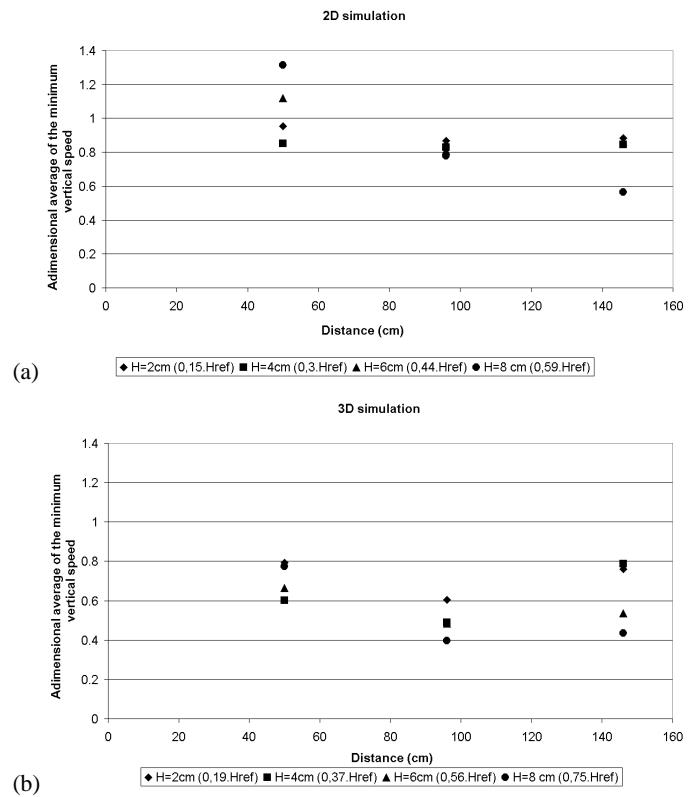 2D simulation
1.4
1.2
1
0.8
0.6
0.4
0.2
0
Adimensional average of the minimum
vertical speed
0 20 40 60 80 100 120 140 160
Distance (cm)
H=2cm (0,15.Href) H=4cm (0,3.Href) H=6cm (0,44.Href) H=8 cm (0,59.Href)
(a)
3D simulation
1.4
1.2
1
0.8
0.6
0.4
0.2
0
Adimensional average of the minimum
vertical speed
0 20 40 60 80 100 120 140 160
Distance (cm)
H=2cm (0,19.Href) H=4cm (0,37.Href) H=6cm (0,56.Href) H=8 cm (0,75.Href)
(b)